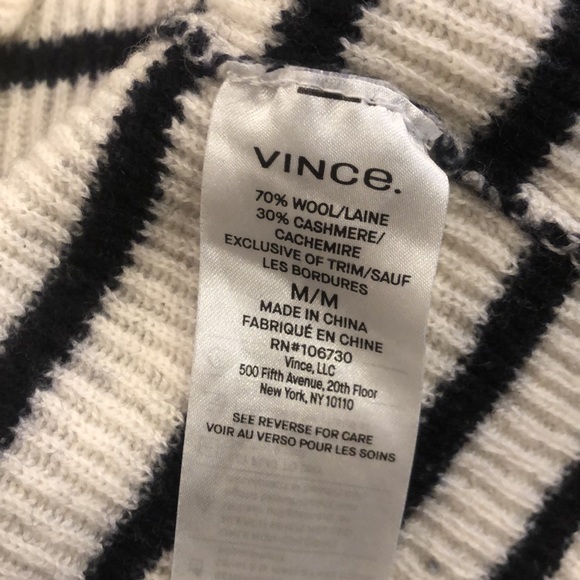 VINCe.
70% WOOL/LAINE
30% CASHMERE/
CACHEMIRE
EXCLUSIVE OF TRIM/SAUF
LES BORDURES
M/M
MADE IN CHINA
FABRIQUÉ EN CHINE
RN#106730
Vince, LLC
500 Fifth Avenue, 20th Floor
New York, NY 10110
SEE REVERSE FOR CARE
VOIR AU VERSO POUR LES SOINS